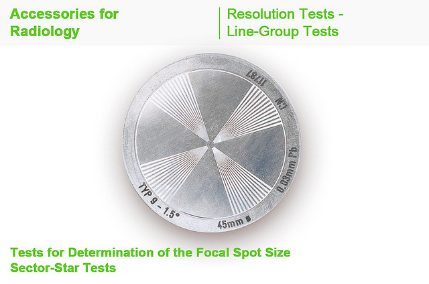 Accessories for
Radiology
Resolution Tests -
Line-Group Tests
11787
TYP 9 - 1.5°
45mm ø
0.03mm Pb
Tests for Determination of the Focal Spot Size
Sector-Star Tests